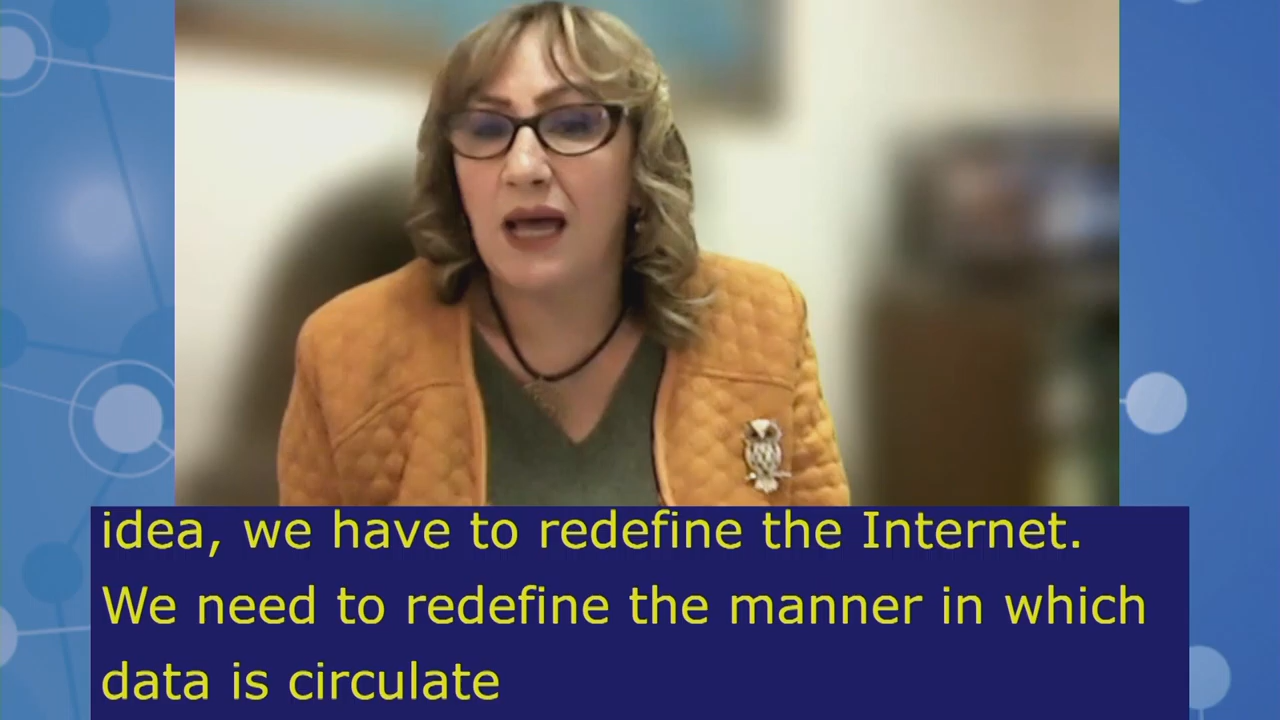 idea, we have to redefine the Internet.
We need to redefine the manner in which
data is circulate